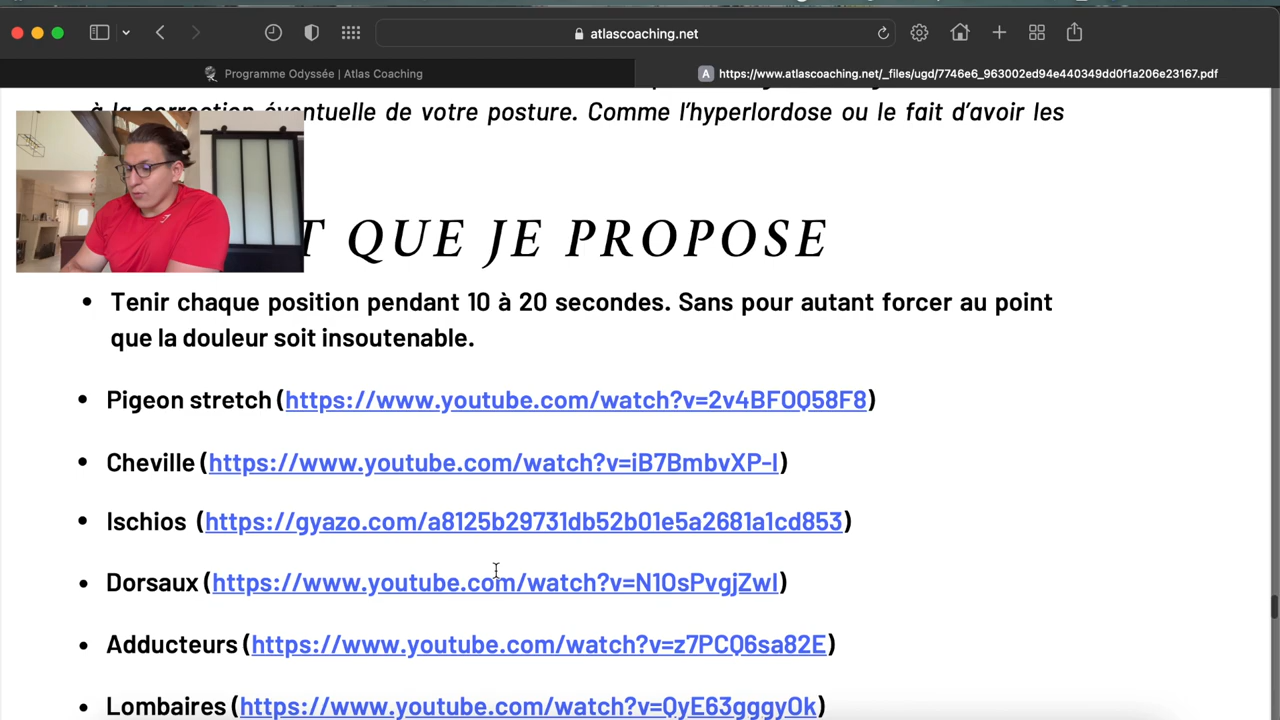 atlascoaching.net
Programme Odyssée | Atlas Coaching
A https://www.atlascoaching.net/_files/ugd/7746e6_963002ed94e440349dd0f1a206e23167.pdf
à la correction éventuelle de votre posture. Comme l'hyperlordose ou le fait d'avoir les
T QUE JE PROPOSE
• Tenir chaque position pendant 10 à 20 secondes. Sans pour autant forcer au point
que la douleur soit insoutenable.
• Pigeon stretch (https://www.youtube.com/watch?v=2v4BFOQ58F8)
• Cheville (https://www.youtube.com/watch?v=iB7BmbvXP-I)
• Ischios (https://gyazo.com/a8125b29731db52b01e5a2681a1cd853)
• Dorsaux (https://www.youtube.com/watch?v=N1OsPvgjZwI)
• Adducteurs (https://www.youtube.com/watch?v=z7PCQ6sa82E)
• Lombaires (https://www.youtube.com/watch?v=QyE63gggyOk)